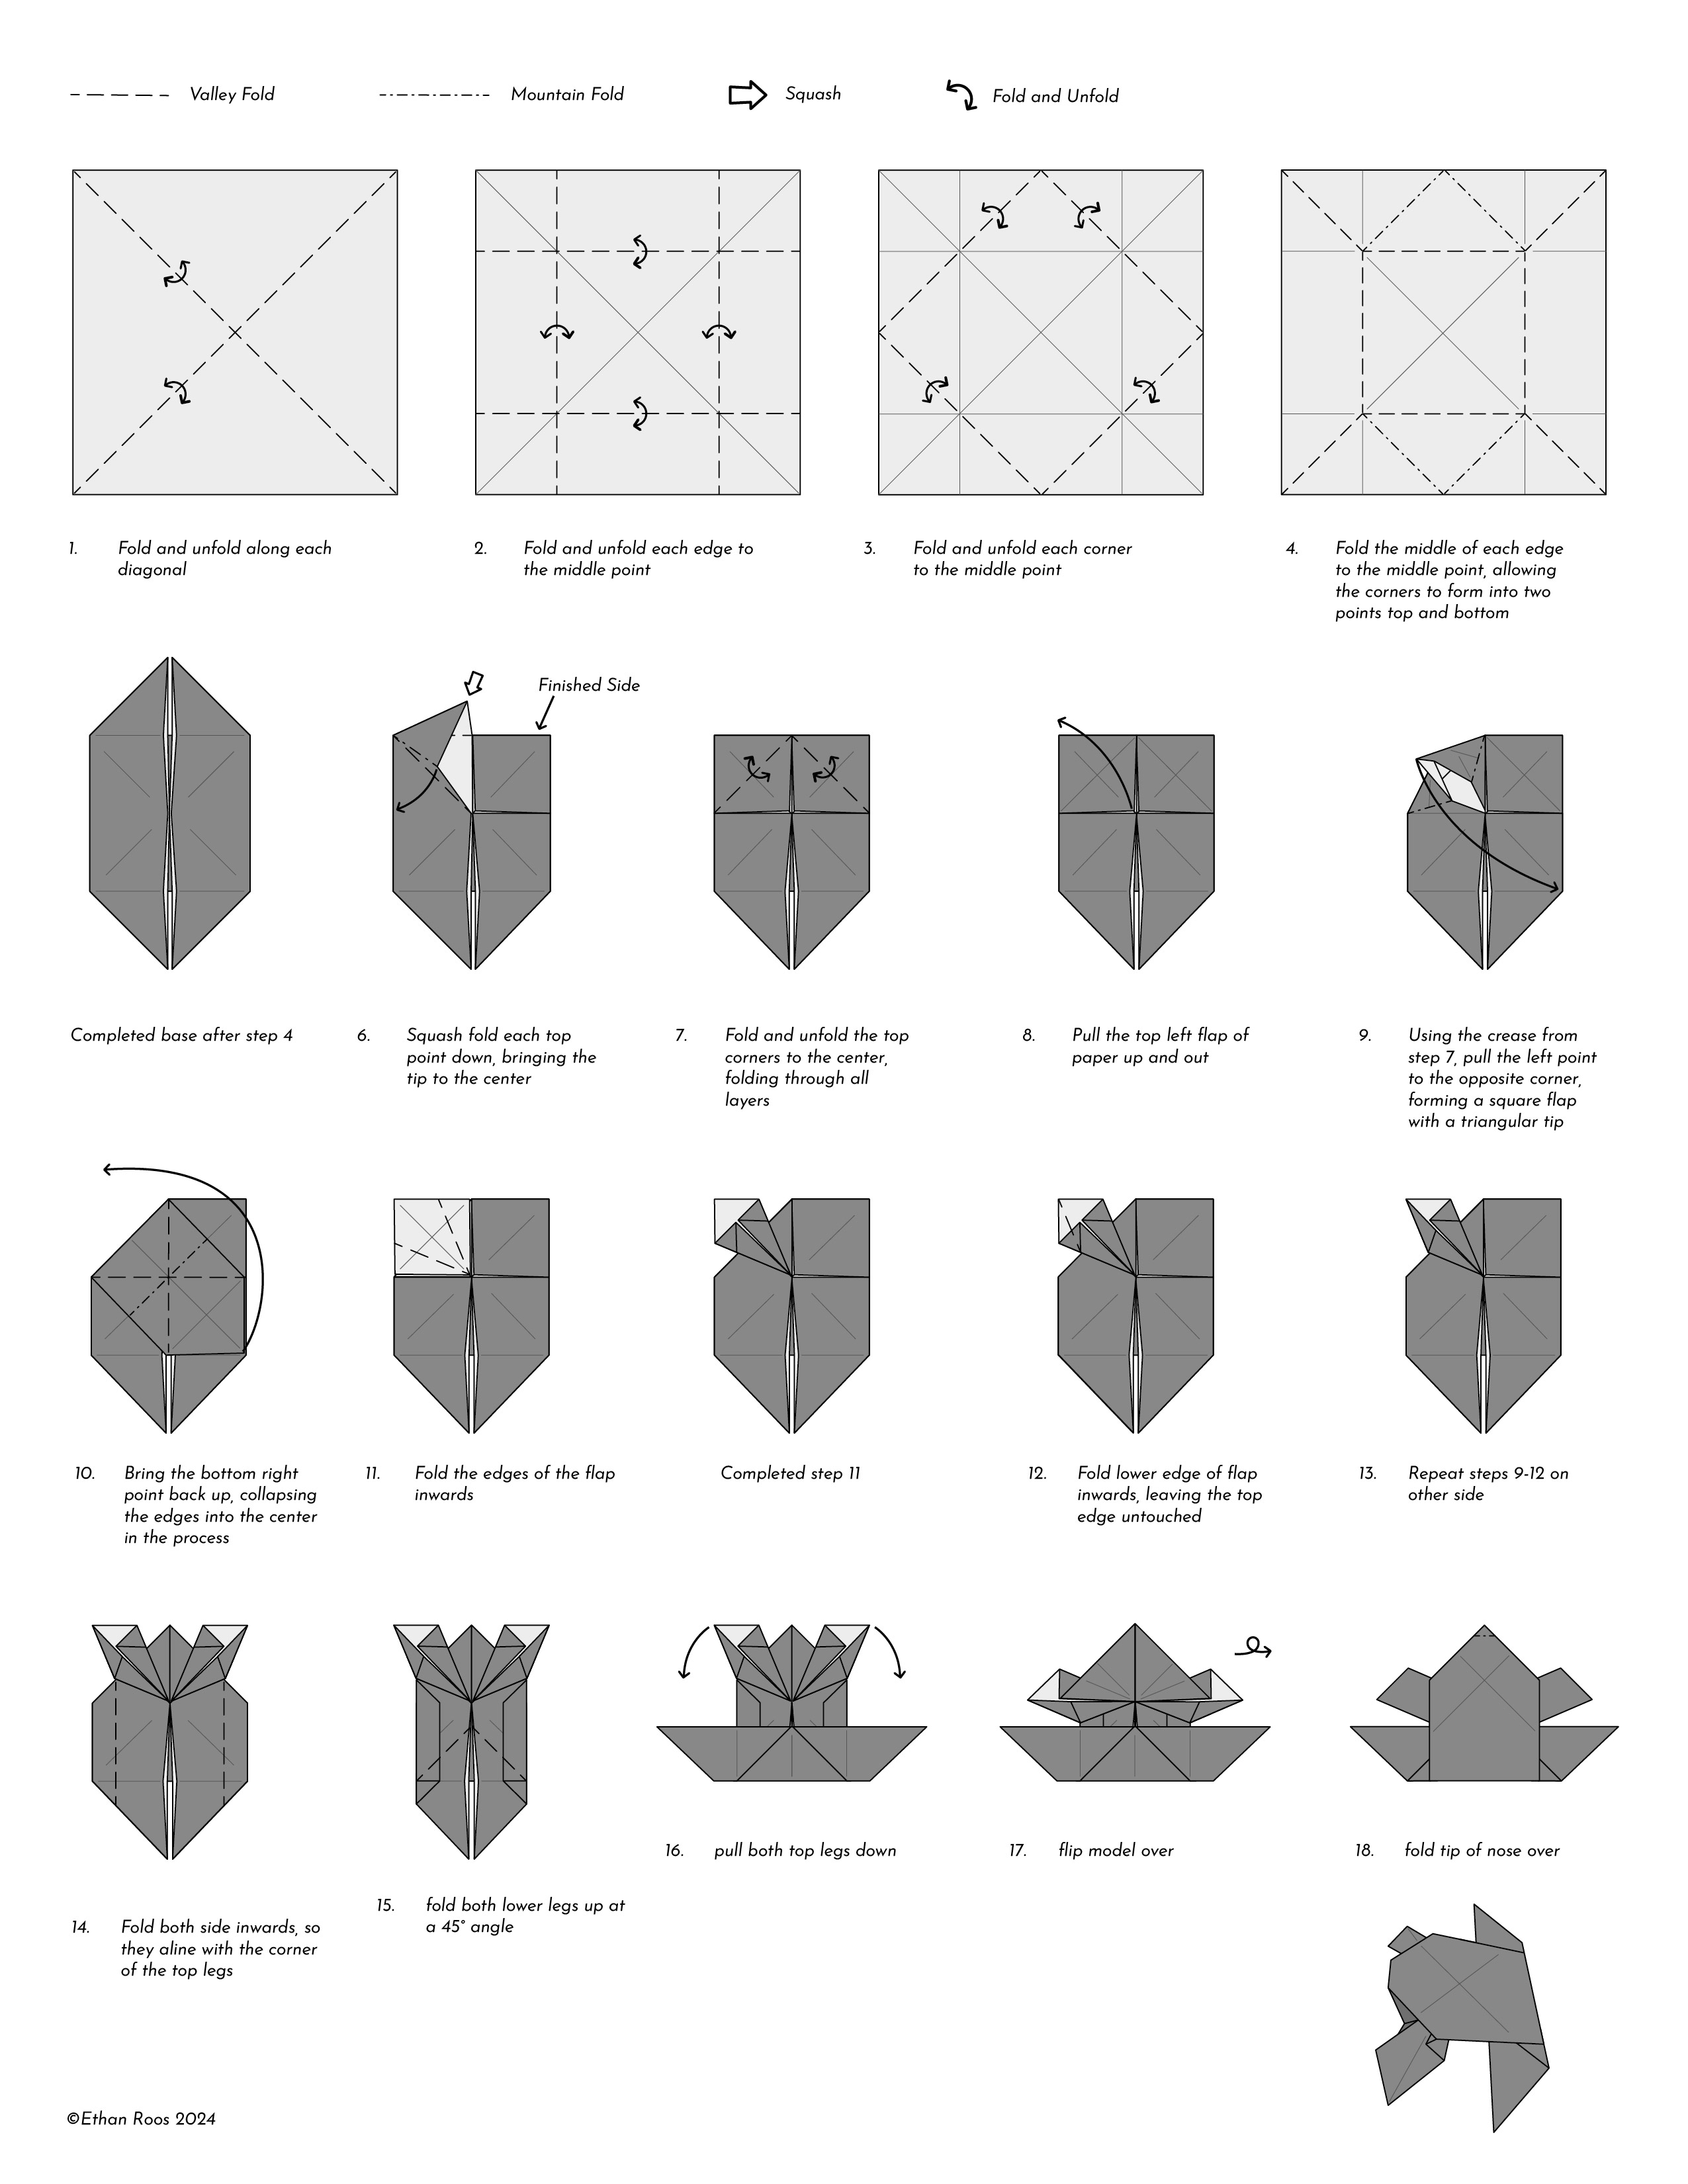 Valley Fold
Mountain Fold
Squash
Fold and Unfold
1. Fold and unfold along each
diagonal
2. Fold and unfold each edge to
the middle point
3. Fold and unfold each corner
to the middle point
4. Fold the middle of each edge
to the middle point, allowing
the corners to form into two
points top and bottom
Finished Side
Completed base after step 4
6. Squash fold each top
point down, bringing the
tip to the center
7. Fold and unfold the top
corners to the center,
folding through all
layers
8. Pull the top left flap of
paper up and out
9. Using the crease from
step 7, pull the left point
to the opposite corner,
forming a square flap
with a triangular tip
10. Bring the bottom right
point back up, collapsing
the edges into the center
in the process
11. Fold the edges of the flap
inwards
Completed step 11
12. Fold lower edge of flap
inwards, leaving the top
edge untouched
13. Repeat steps 9-12 on
other side
14. Fold both side inwards, so
they aline with the corner
of the top legs
15. fold both lower legs up at
a 45° angle
16. pull both top legs down
17. flip model over
18. fold tip of nose over
©Ethan Roos 2024